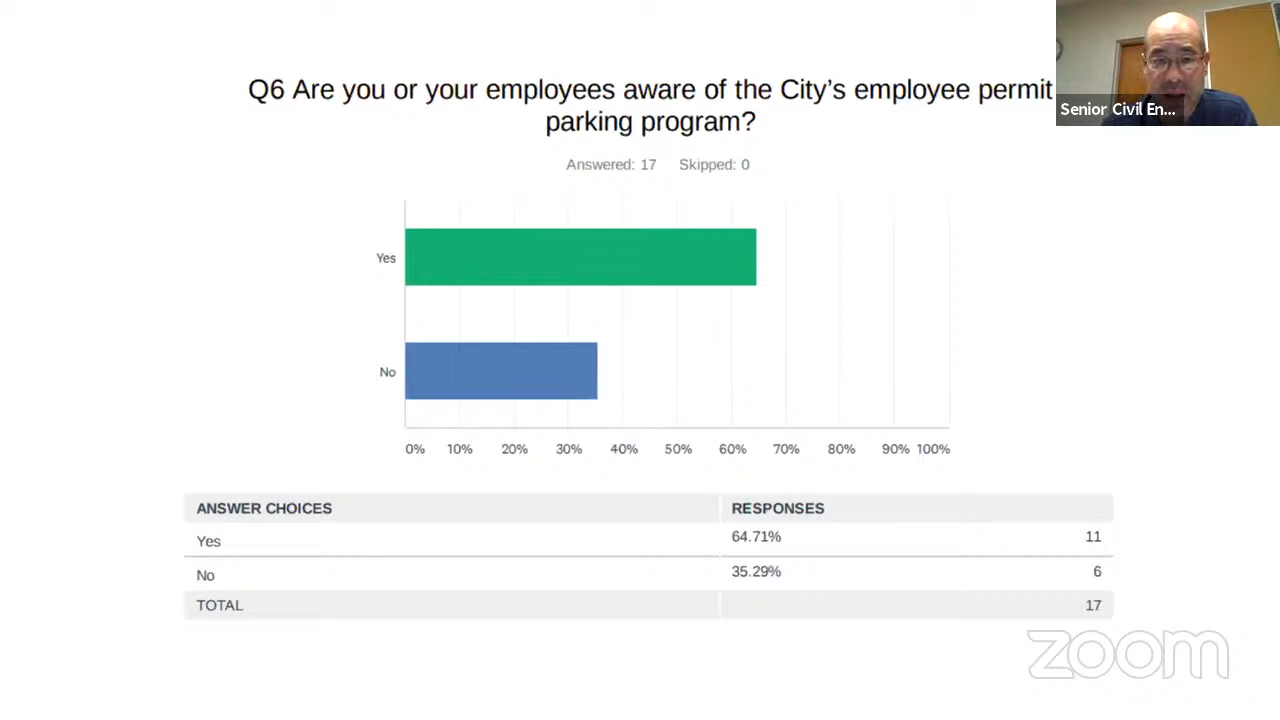 Q6 Are you or your employees aware of the City’s employee permit
parking program?
Senior Civil En...
Answered: 17 Skipped: 0
Yes
No
0% 10% 20% 30% 40% 50% 60% 70% 80% 90% 100%
ANSWER CHOICES RESPONSES
Yes 64.71% 11
No 35.29% 6
TOTAL 17
zoom